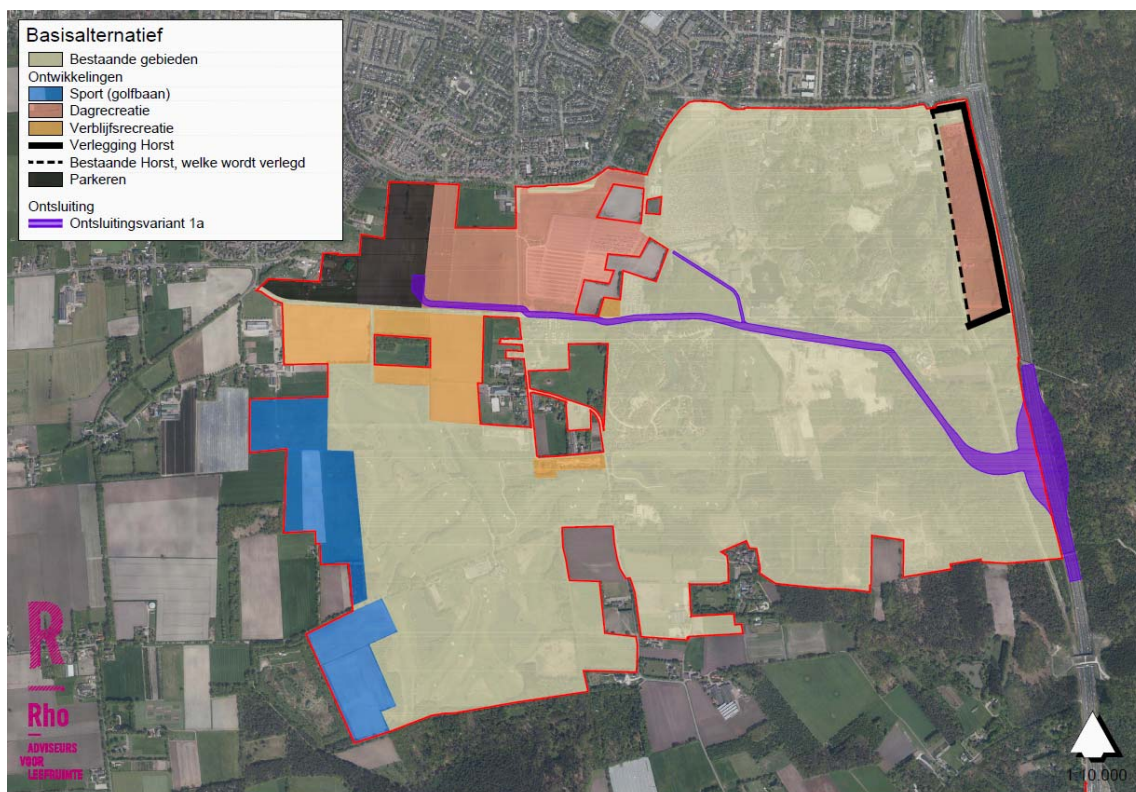 Basisalternatief
Bestaande gebieden
Ontwikkelingen
Sport (golfbaan)
Dagrecreatie
Verblijfsrecreatie
Verlegging Horst
Bestaande Horst, welke wordt verlegd
Parkeren
Ontsluiting
Ontsluitingsvariant 1a
R
Rho
ADVISEURS
VOOR
LEEFRUIMTE
1:10.000